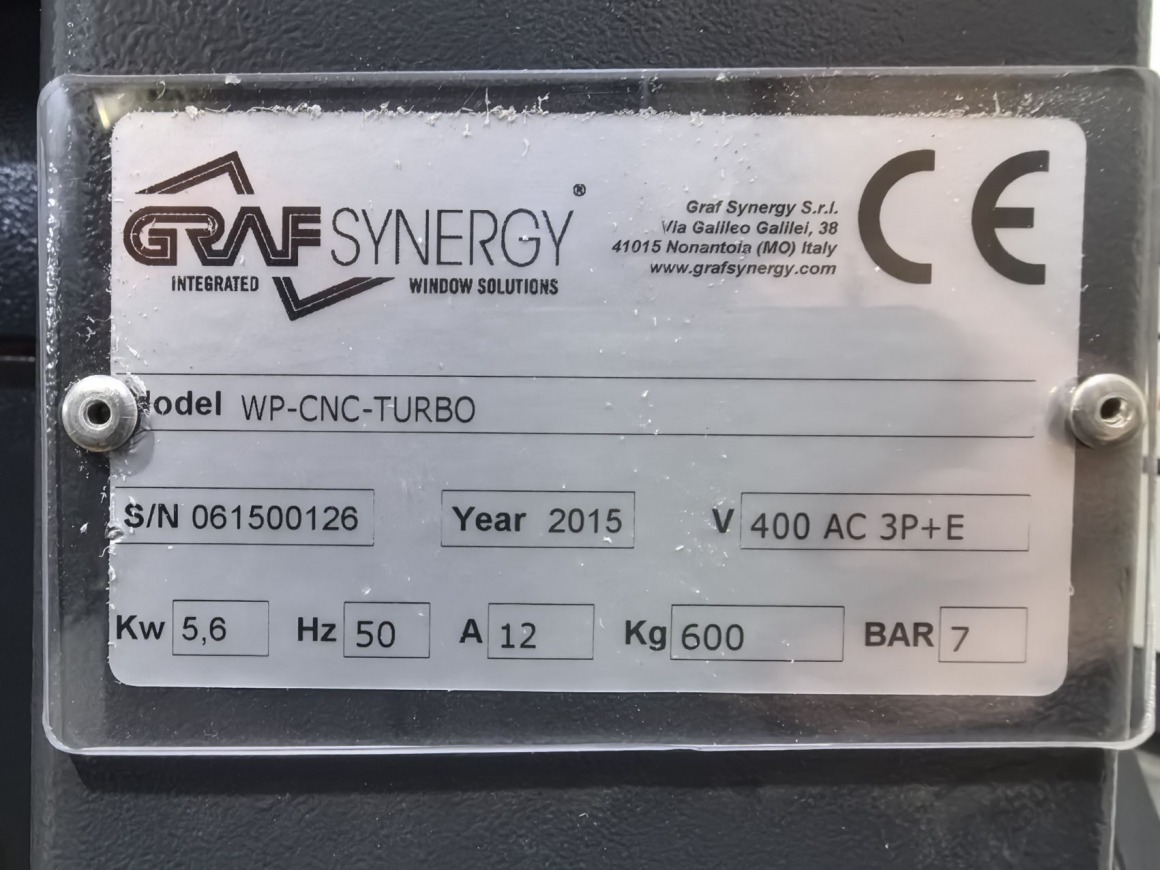 GRAF SYNERGY®
INTEGRATED WINDOW SOLUTIONS
Graf Synergy S.r.l.
Via Galileo Galilei, 38
41015 Nonantola (MO) Italy
www.grafsynergy.com
CE
Model WP-CNC-TURBO
S/N 061500126 Year 2015 V 400 AC 3P+E
Kw 5,6 Hz 50 A 12 Kg 600 BAR 7